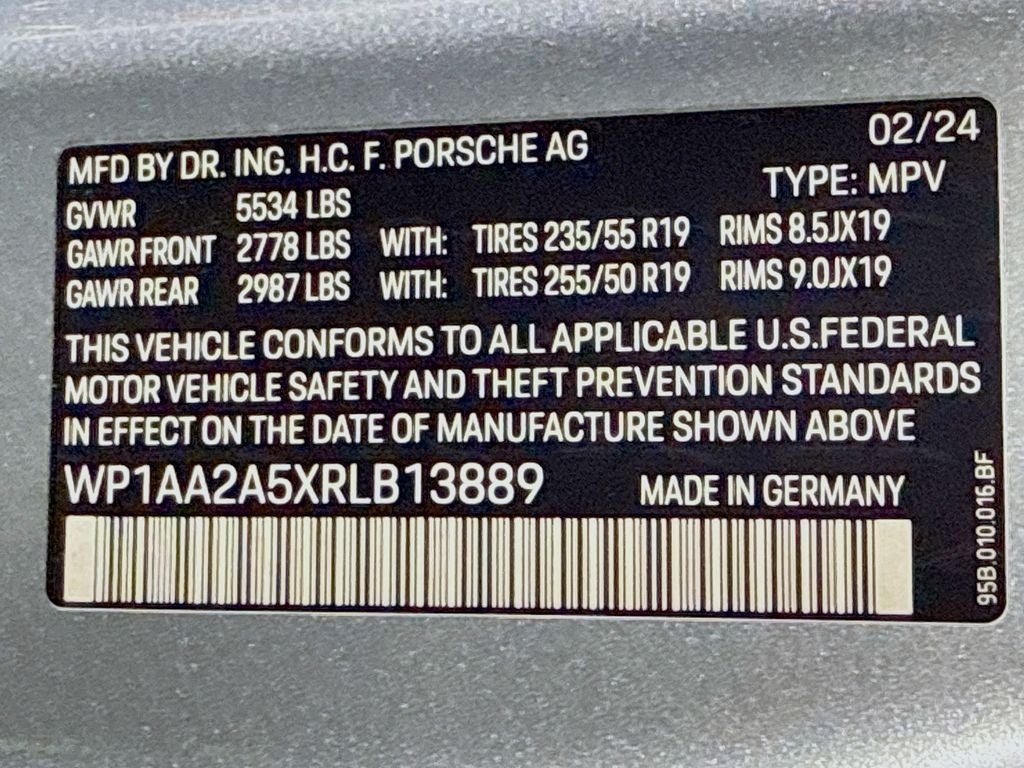 02/24
MFD BY DR. ING. H.C. F. PORSCHE AG
TYPE: MPV
GVWR 5534 LBS
GAWR FRONT 2778 LBS WITH: TIRES 235/55 R19 RIMS 8.5JX19
GAWR REAR 2987 LBS WITH: TIRES 255/50 R19 RIMS 9.0JX19
THIS VEHICLE CONFORMS TO ALL APPLICABLE U.S.FEDERAL
MOTOR VEHICLE SAFETY AND THEFT PREVENTION STANDARDS
IN EFFECT ON THE DATE OF MANUFACTURE SHOWN ABOVE
WP1AA2A5XRLB13889 MADE IN GERMANY
95B.010.016.BF